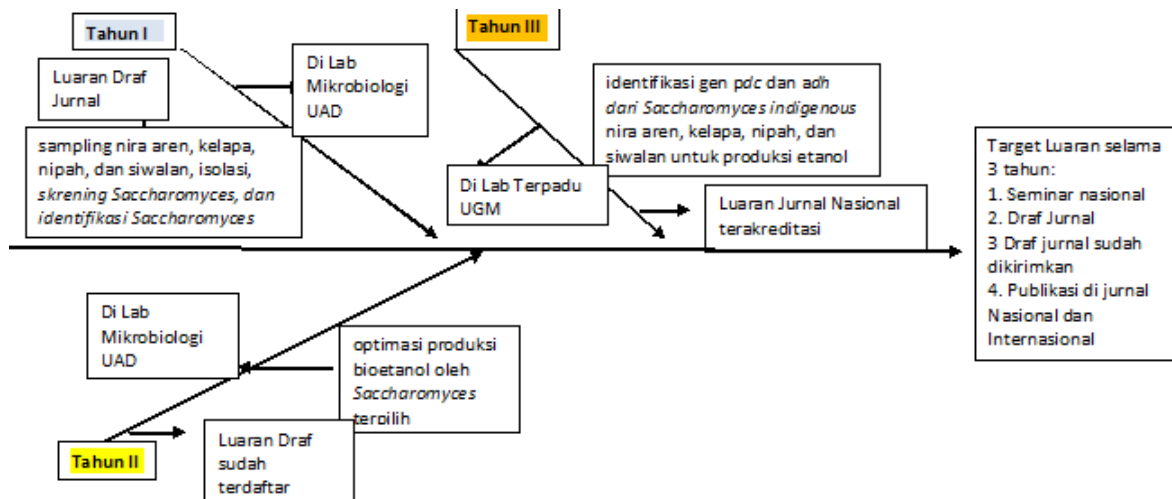 Tahun I
Luaran Draf
Jurnal
Di Lab
Mikrobiologi
UAD
sampling nira aren, kelapa,
nipah, dan siwalan, isolasi,
skrening Saccharomyces, dan
identifikasi Saccharomyces
Tahun III
identifikasi gen pdc dan adh
dari Saccharomyces indigenous
nira aren, kelapa, nipah, dan
siwalan untuk produksi etanol
Di Lab Terpadu
UGM
Luaran Jurnal Nasional
terakreditasi
Target Luaran selama
3 tahun:
1. Seminar nasional
2. Draf Jurnal
3 Draf jurnal sudah
dikirimkan
4. Publikasi di jurnal
Nasional dan
Internasional
Di Lab
Mikrobiologi
UAD
optimasi produksi
bioetanol oleh
Saccharomyces
terpilih
Tahun II
Luaran Draf
sudah
terdaftar